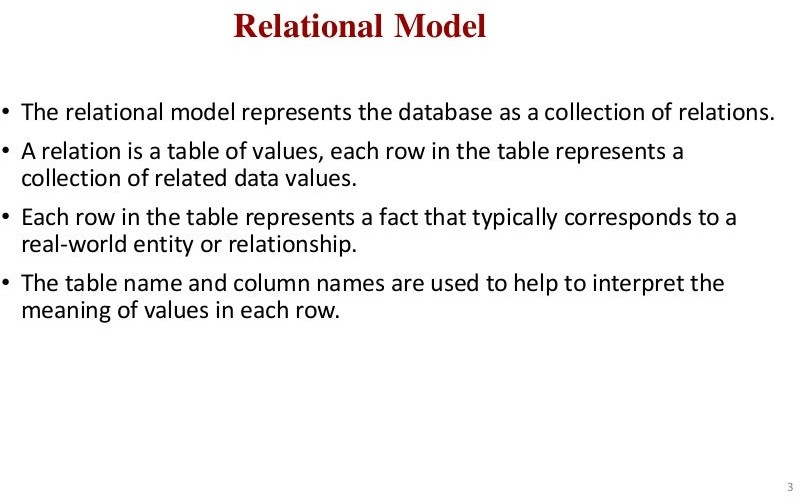 Relational Model
• The relational model represents the database as a collection of relations.
• A relation is a table of values, each row in the table represents a
collection of related data values.
• Each row in the table represents a fact that typically corresponds to a
real-world entity or relationship.
• The table name and column names are used to help to interpret the
meaning of values in each row.
3